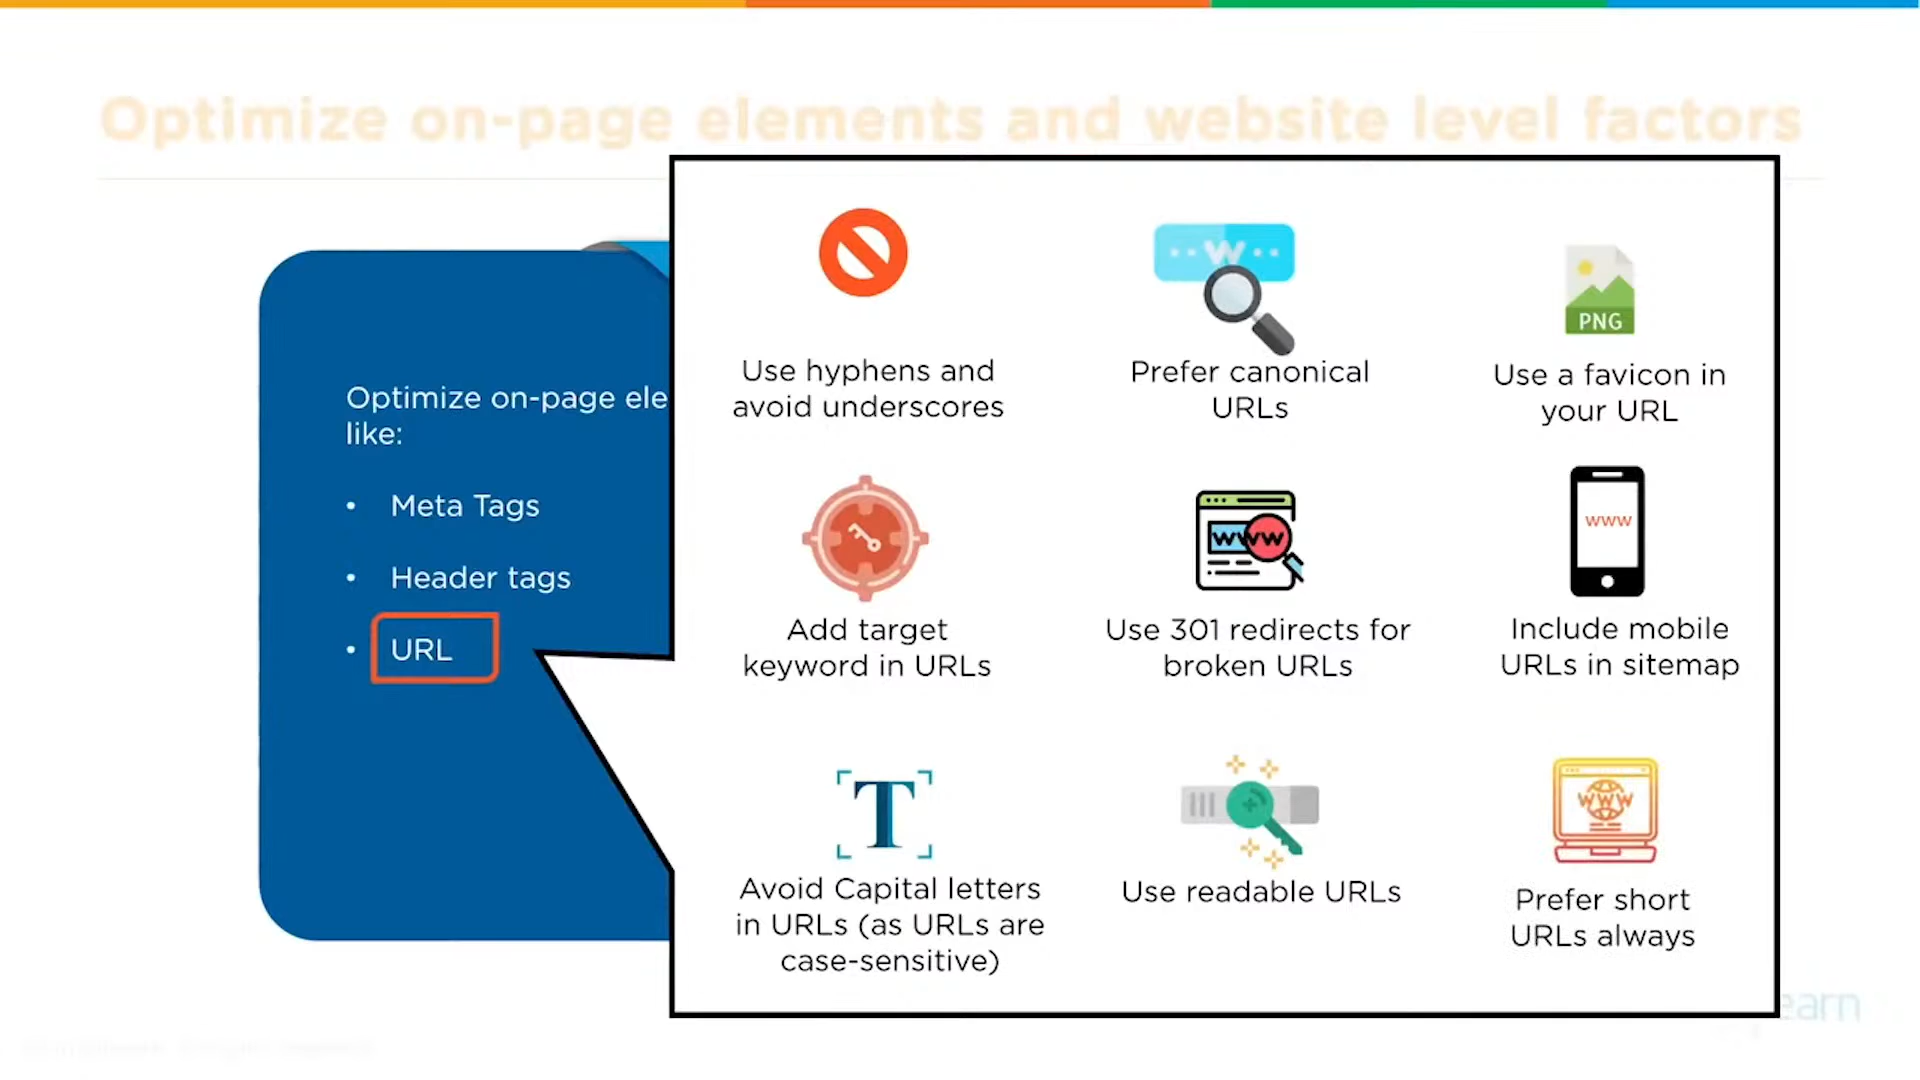 Optimize on-page elements and website level factors
Optimize on-page ele
like:
• Meta Tags
• Header tags
• URL
Use hyphens and
avoid underscores
W
Prefer canonical
URLs
PNG
Use a favicon in
your URL
Add target
keyword in URLs
WWW
Use 301 redirects for
broken URLs
WWW
Include mobile
URLs in sitemap
T
Avoid Capital letters
in URLs (as URLs are
case-sensitive)
Use readable URLs
WWW
Prefer short
URLs always
earn